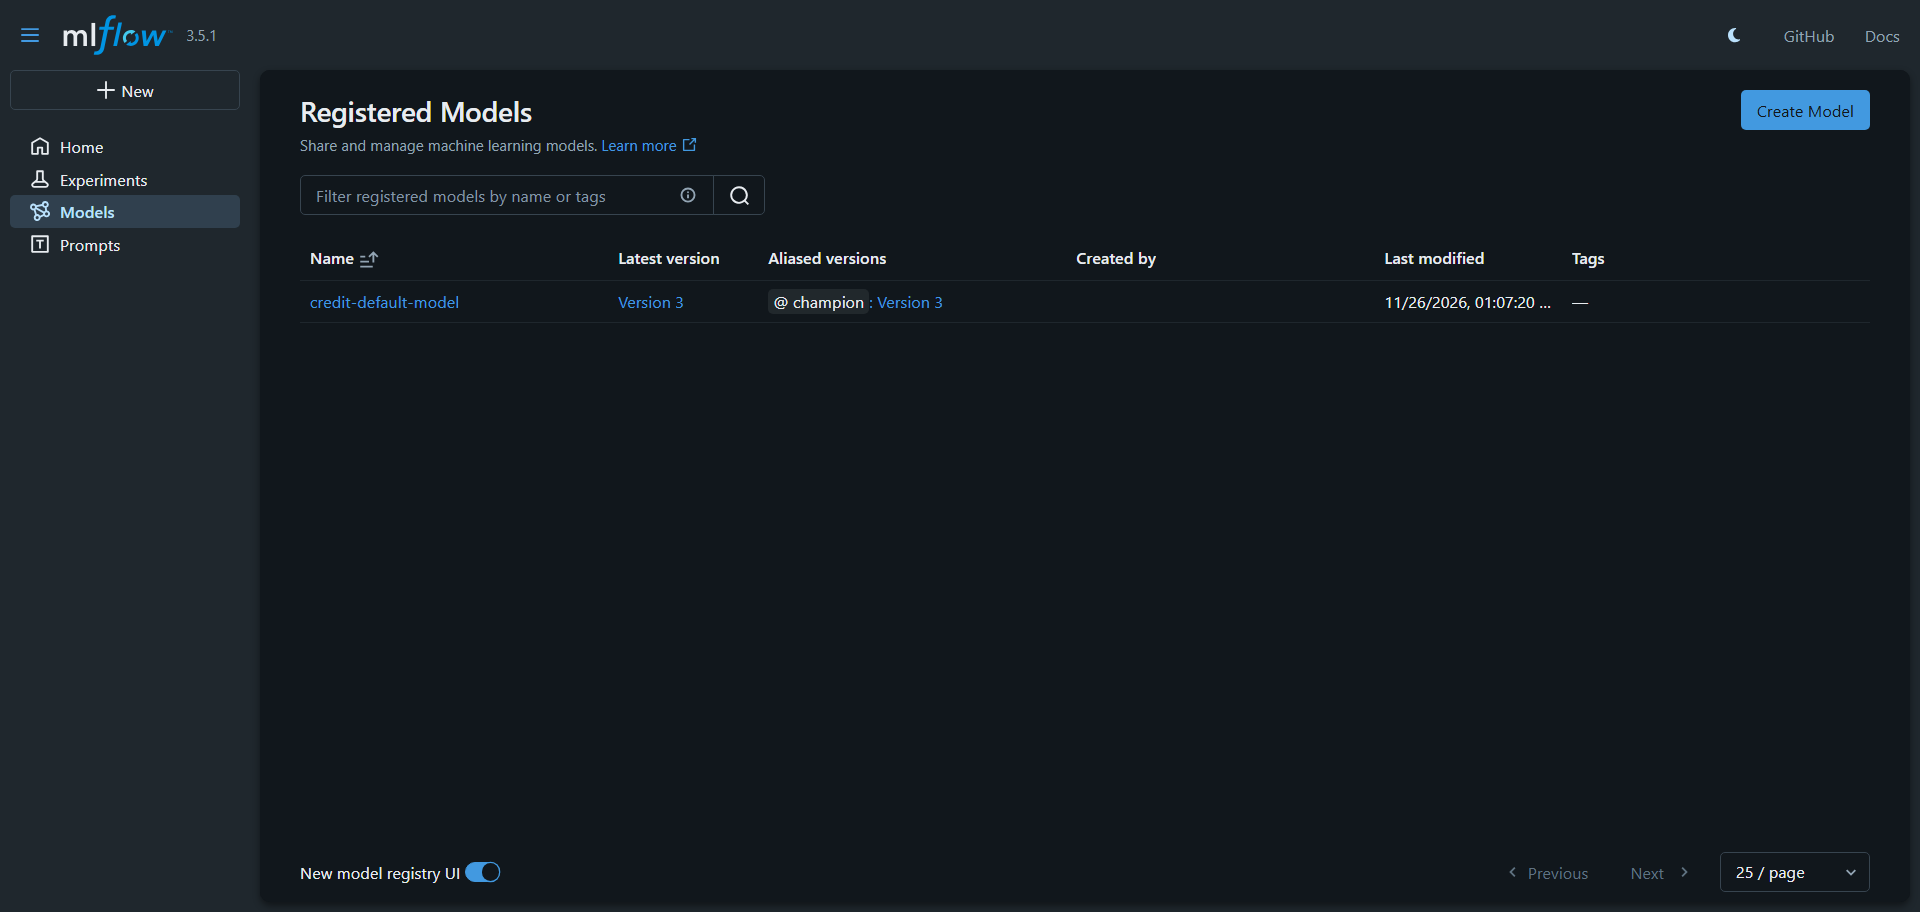 mlflow™ 3.5.1
GitHub Docs
New
Home
Experiments
Models
Prompts
Registered Models
Create Model
Share and manage machine learning models. Learn more
Filter registered models by name or tags
Name Latest version Aliased versions Created by Last modified Tags
credit-default-model Version 3 @ champion : Version 3 11/26/2026, 01:07:20 ... —
New model registry UI
Previous Next 25 / page